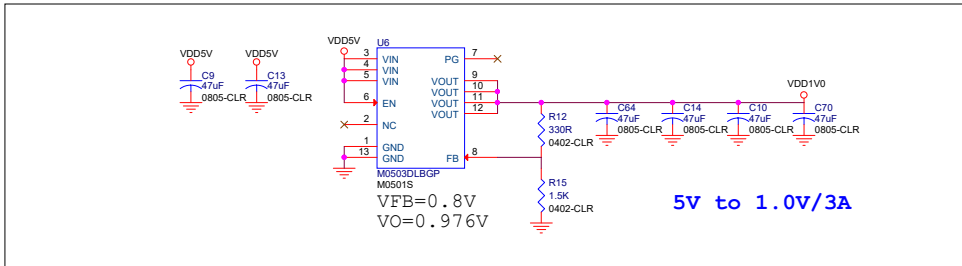 VDD5V
C9
47uF
0805-CLR
VDD5V
C13
47uF
0805-CLR
VDD5V
U6
3 VIN
4 VIN
5 VIN
6 EN
2 NC
1 GND
13 GND
PG 7
VOUT 9
VOUT 10
VOUT 11
VOUT 12
FB 8
M0503DLBGP
M0501S
VFB=0.8V
VO=0.976V
R12
330R
0402-CLR
R15
1.5K
0402-CLR
C64
47uF
0805-CLR
C14
47uF
0805-CLR
C10
47uF
0805-CLR
VDD1V0
C70
47uF
0805-CLR
5V to 1.0V/3A